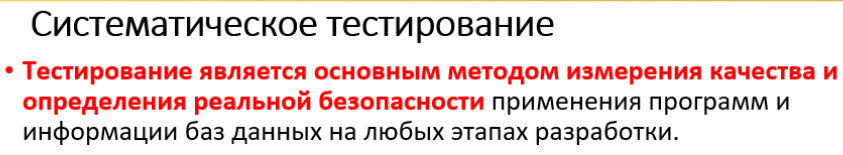 Систематическое тестирование
• Тестирование является основным методом измерения качества и
определения реальной безопасности применения программ и
информации баз данных на любых этапах разработки.